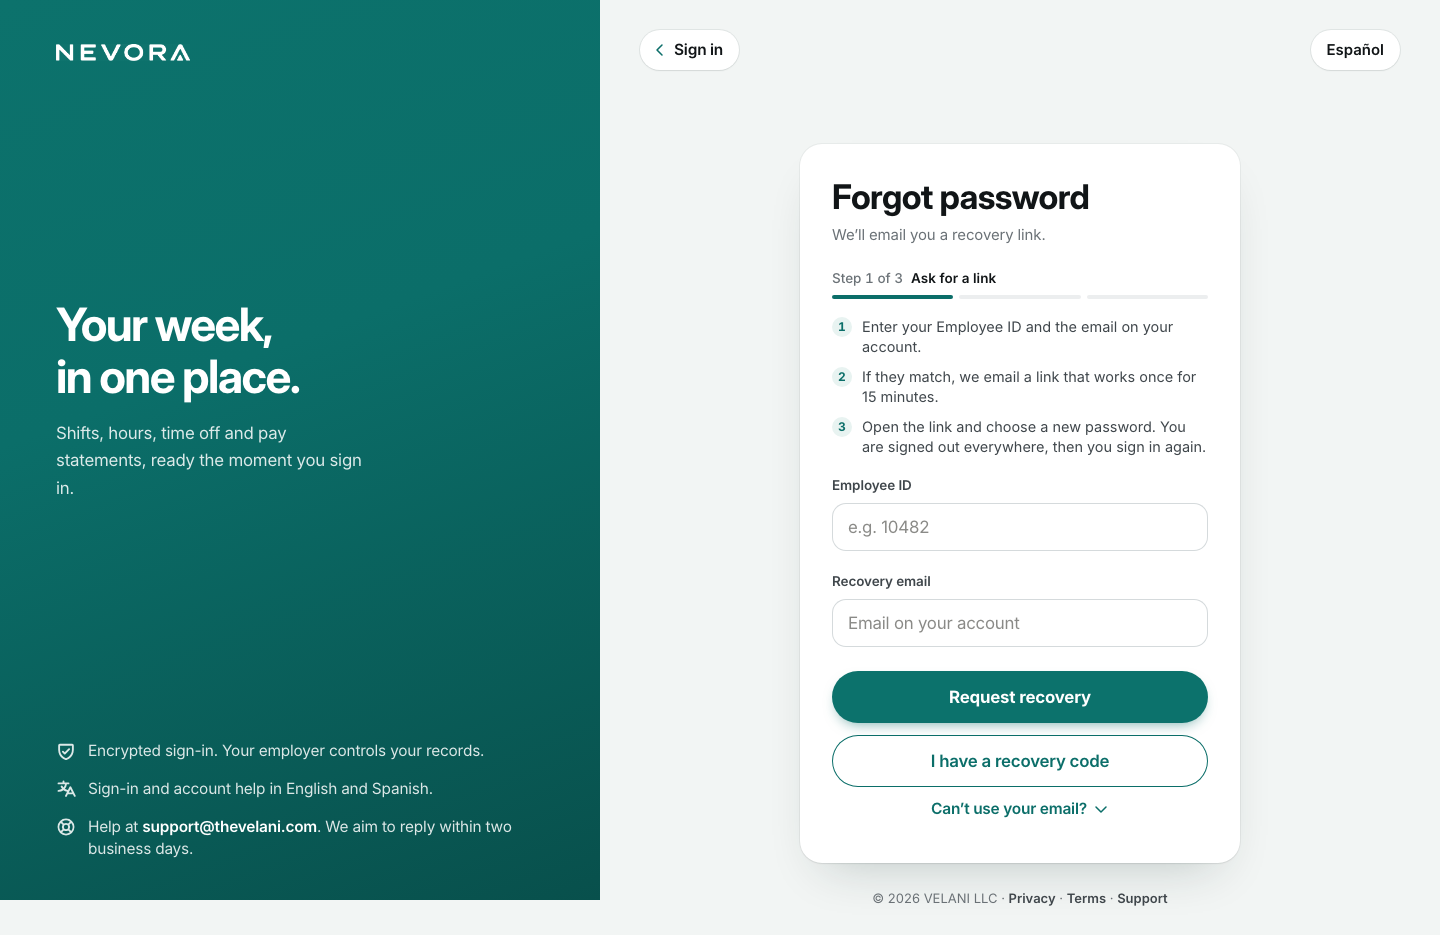 NEVORA
Your week,
in one place.
Shifts, hours, time off and pay
statements, ready the moment you sign
in.
Encrypted sign-in. Your employer controls your records.
Sign-in and account help in English and Spanish.
Help at support@thevelani.com. We aim to reply within two
business days.
Sign in
Español
Forgot password
We’ll email you a recovery link.
Step 1 of 3 Ask for a link
1 Enter your Employee ID and the email on your
account.
2 If they match, we email a link that works once for
15 minutes.
3 Open the link and choose a new password. You
are signed out everywhere, then you sign in again.
Employee ID
e.g. 10482
Recovery email
Email on your account
Request recovery
I have a recovery code
Can’t use your email?
© 2026 VELANI LLC · Privacy · Terms · Support